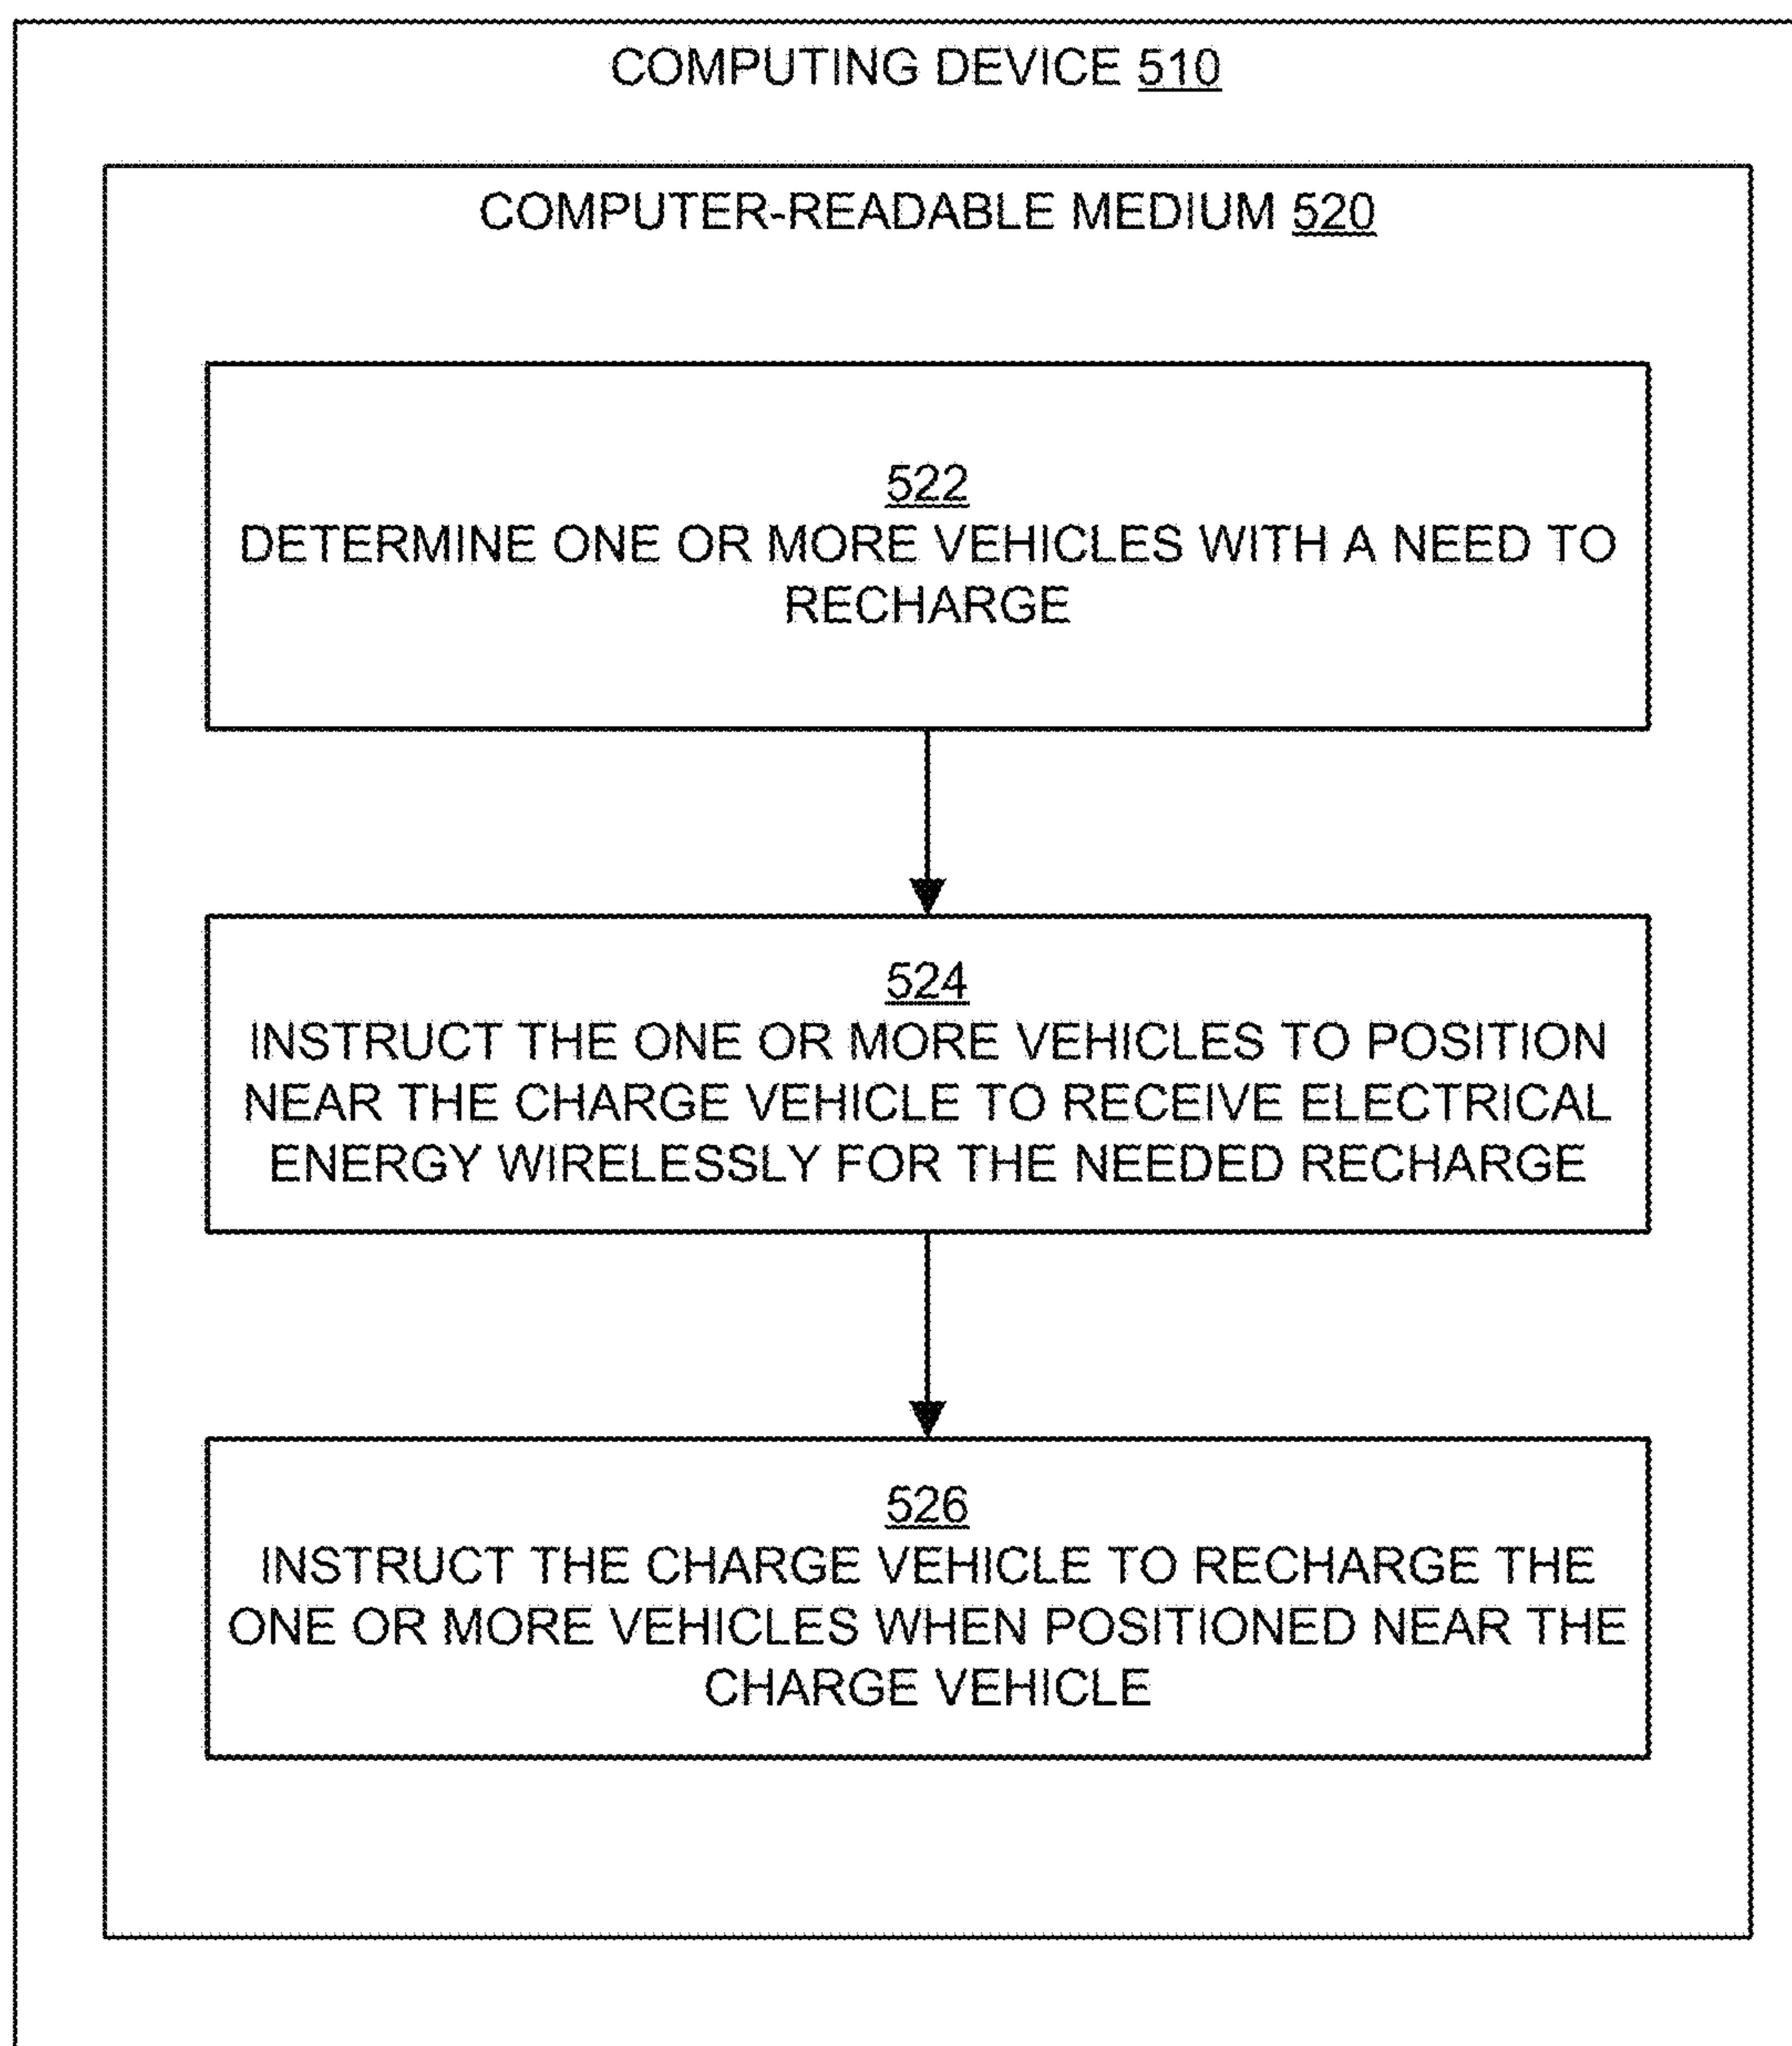 COMPUTING DEVICE 510
COMPUTER-READABLE MEDIUM 520
522
DETERMINE ONE OR MORE VEHICLES WITH A NEED TO
RECHARGE
524
INSTRUCT THE ONE OR MORE VEHICLES TO POSITION
NEAR THE CHARGE VEHICLE TO RECEIVE ELECTRICAL
ENERGY WIRELESSLY FOR THE NEEDED RECHARGE
526
INSTRUCT THE CHARGE VEHICLE TO RECHARGE THE
ONE OR MORE VEHICLES WHEN POSITIONED NEAR THE
CHARGE VEHICLE